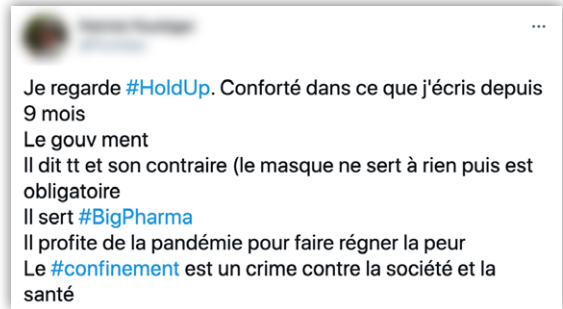 Je regarde #HoldUp. Conforté dans ce que j'écris depuis
9 mois
Le gouv ment
Il dit tt et son contraire (le masque ne sert à rien puis est
obligatoire
Il sert #BigPharma
Il profite de la pandémie pour faire régner la peur
Le #confinement est un crime contre la société et la
santé